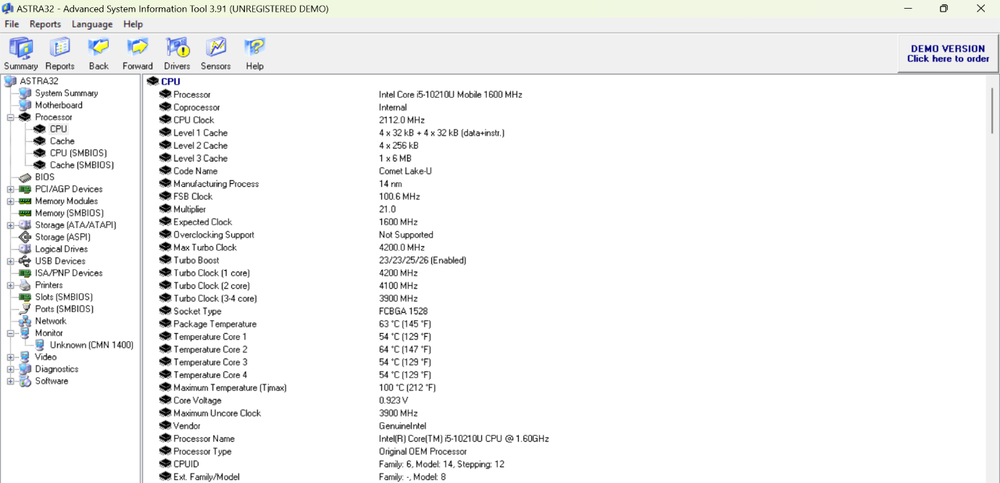 ASTRA32 - Advanced System Information Tool 3.91 (UNREGISTERED DEMO)
File Reports Language Help
Summary Reports Back Forward Drivers Sensors Help
DEMO VERSION
Click here to order
ASTRA32
System Summary
Motherboard
Processor
CPU
Cache
CPU (SMBIOS)
Cache (SMBIOS)
BIOS
PCI/AGP Devices
Memory Modules
Memory (SMBIOS)
Storage (ATA/ATAPI)
Storage (ASPI)
Logical Drives
USB Devices
ISA/PNP Devices
Printers
Slots (SMBIOS)
Ports (SMBIOS)
Network
Monitor
Unknown (CMN 1400)
Video
Diagnostics
Software
CPU
Processor Intel Core i5-10210U Mobile 1600 MHz
Coprocessor Internal
CPU Clock 2112.0 MHz
Level 1 Cache 4 x 32 kB + 4 x 32 kB (data+instr.)
Level 2 Cache 4 x 256 kB
Level 3 Cache 1 x 6 MB
Code Name Comet Lake-U
Manufacturing Process 14 nm
FSB Clock 100.6 MHz
Multiplier 21.0
Expected Clock 1600 MHz
Overclocking Support Not Supported
Max Turbo Clock 4200.0 MHz
Turbo Boost 23/23/25/26 (Enabled)
Turbo Clock (1 core) 4200 MHz
Turbo Clock (2 core) 4100 MHz
Turbo Clock (3-4 core) 3900 MHz
Socket Type FCBGA 1528
Package Temperature 63 °C (145 °F)
Temperature Core 1 54 °C (129 °F)
Temperature Core 2 64 °C (147 °F)
Temperature Core 3 54 °C (129 °F)
Temperature Core 4 54 °C (129 °F)
Maximum Temperature (Tjmax) 100 °C (212 °F)
Core Voltage 0.923 V
Maximum Uncore Clock 3900 MHz
Vendor GenuineIntel
Processor Name Intel(R) Core(TM) i5-10210U CPU @ 1.60GHz
Processor Type Original OEM Processor
CPUID Family: 6, Model: 14, Stepping: 12
Ext. Family/Model Family: -, Model: 8